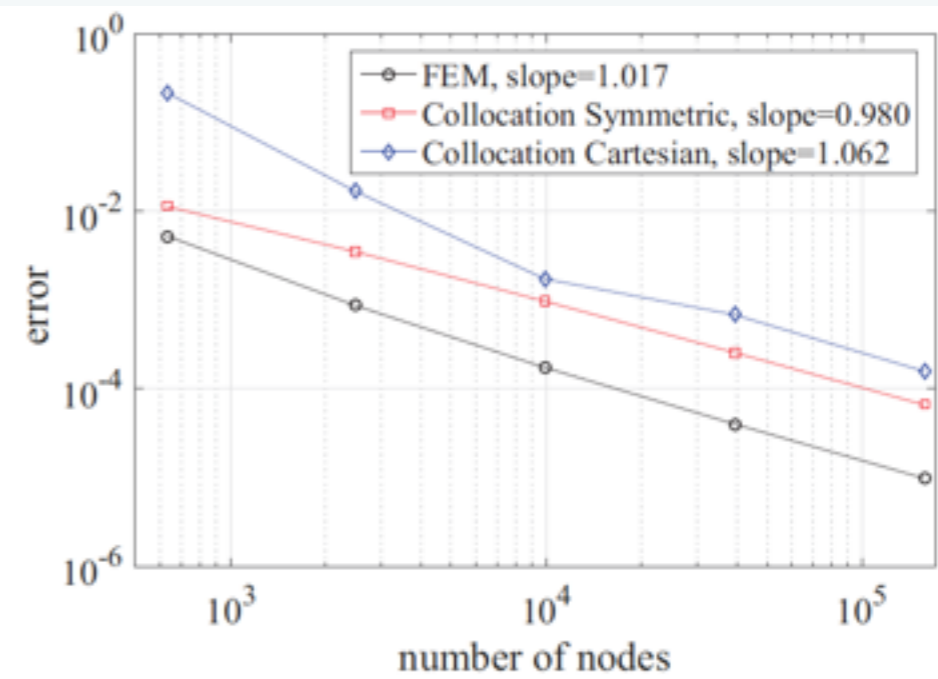 10^0
FEM, slope=1.017
Collocation Symmetric, slope=0.980
Collocation Cartesian, slope=1.062
10^-2
error
10^-4
10^-6
10^3 10^4 10^5
number of nodes